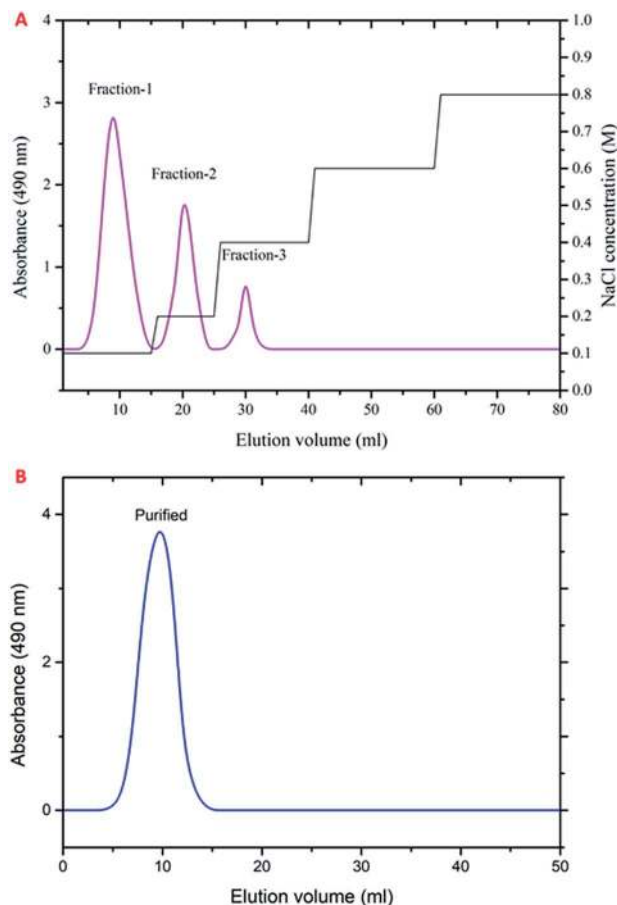 A
Fraction-1
Fraction-2
Fraction-3
Absorbance (490 nm)
4
3
2
1
0
NaCl concentration (M)
1.0
0.9
0.8
0.7
0.6
0.5
0.4
0.3
0.2
0.1
0.0
10 20 30 40 50 60 70 80
Elution volume (ml)
B
Purified
Absorbance (490 nm)
4
2
0
0 10 20 30 40 50
Elution volume (ml)